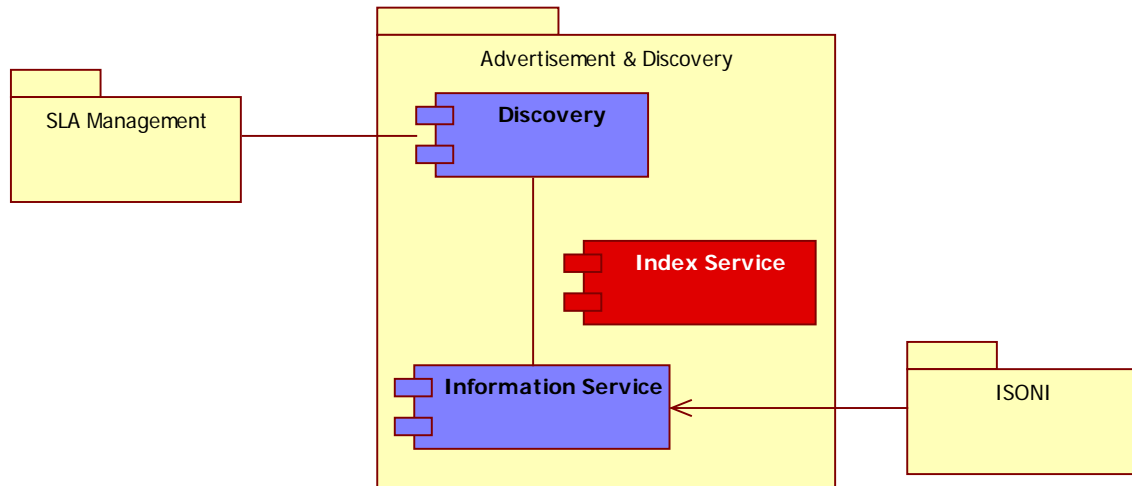 Advertisement & Discovery
SLA Management
Discovery
Index Service
Information Service
ISONI